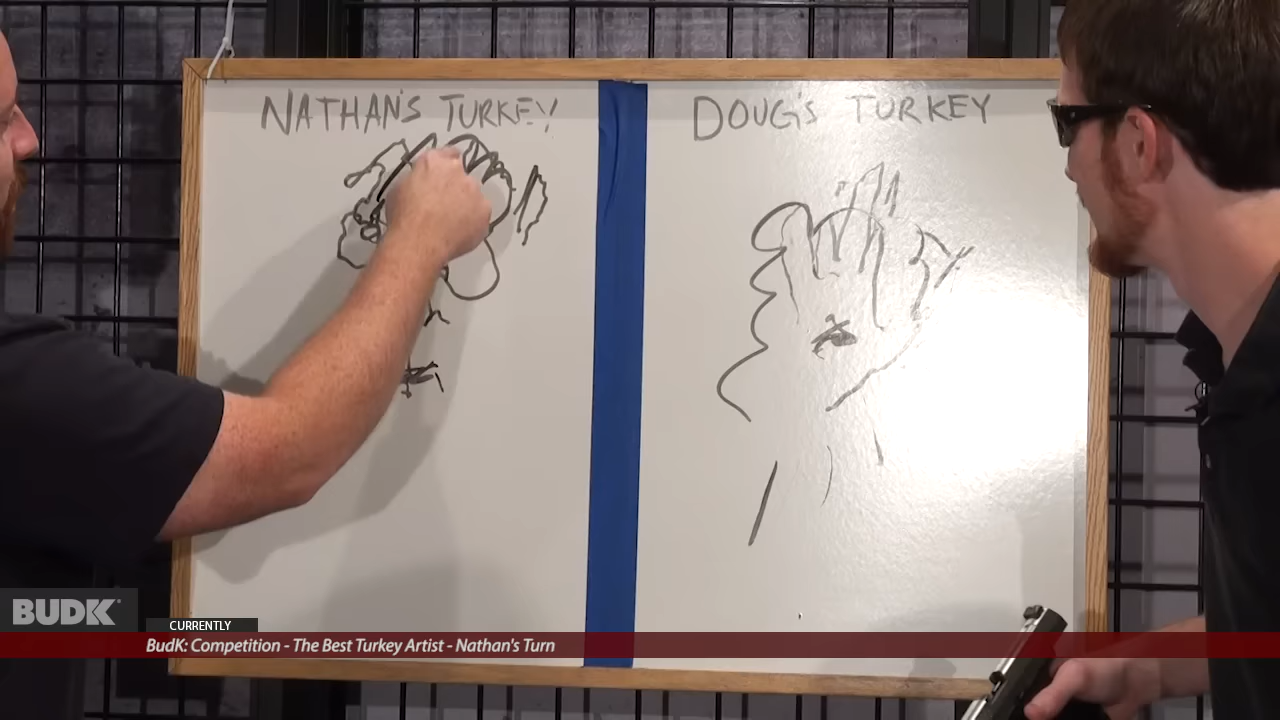 NATHAN'S TURKEY
DOUG'S TURKEY
BUDK
CURRENTLY
BudK: Competition - The Best Turkey Artist - Nathan's Turn